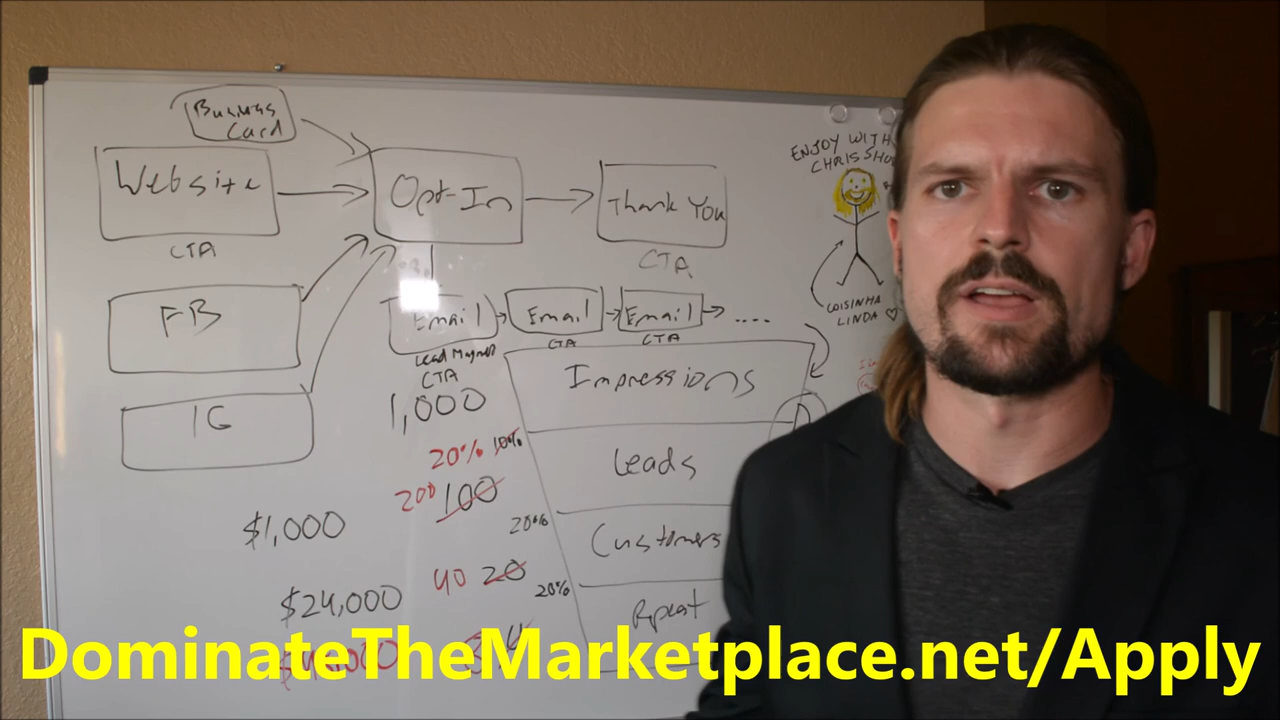 Business
Card
Website
Opt-In
Thank You
CTA
CTA
ENJOY WITH
CHRIS
FB
Email
Email
Email
....
Lead Magnet
CTA
CTA
CTA
COISINHA
LINDA ♡
IG
1,000
Impressions
20% 10%
Leads
200 100
$1,000
20%
Customers
40 20
20%
$24,000
Repeat
DominateTheMarketplace.net/Apply